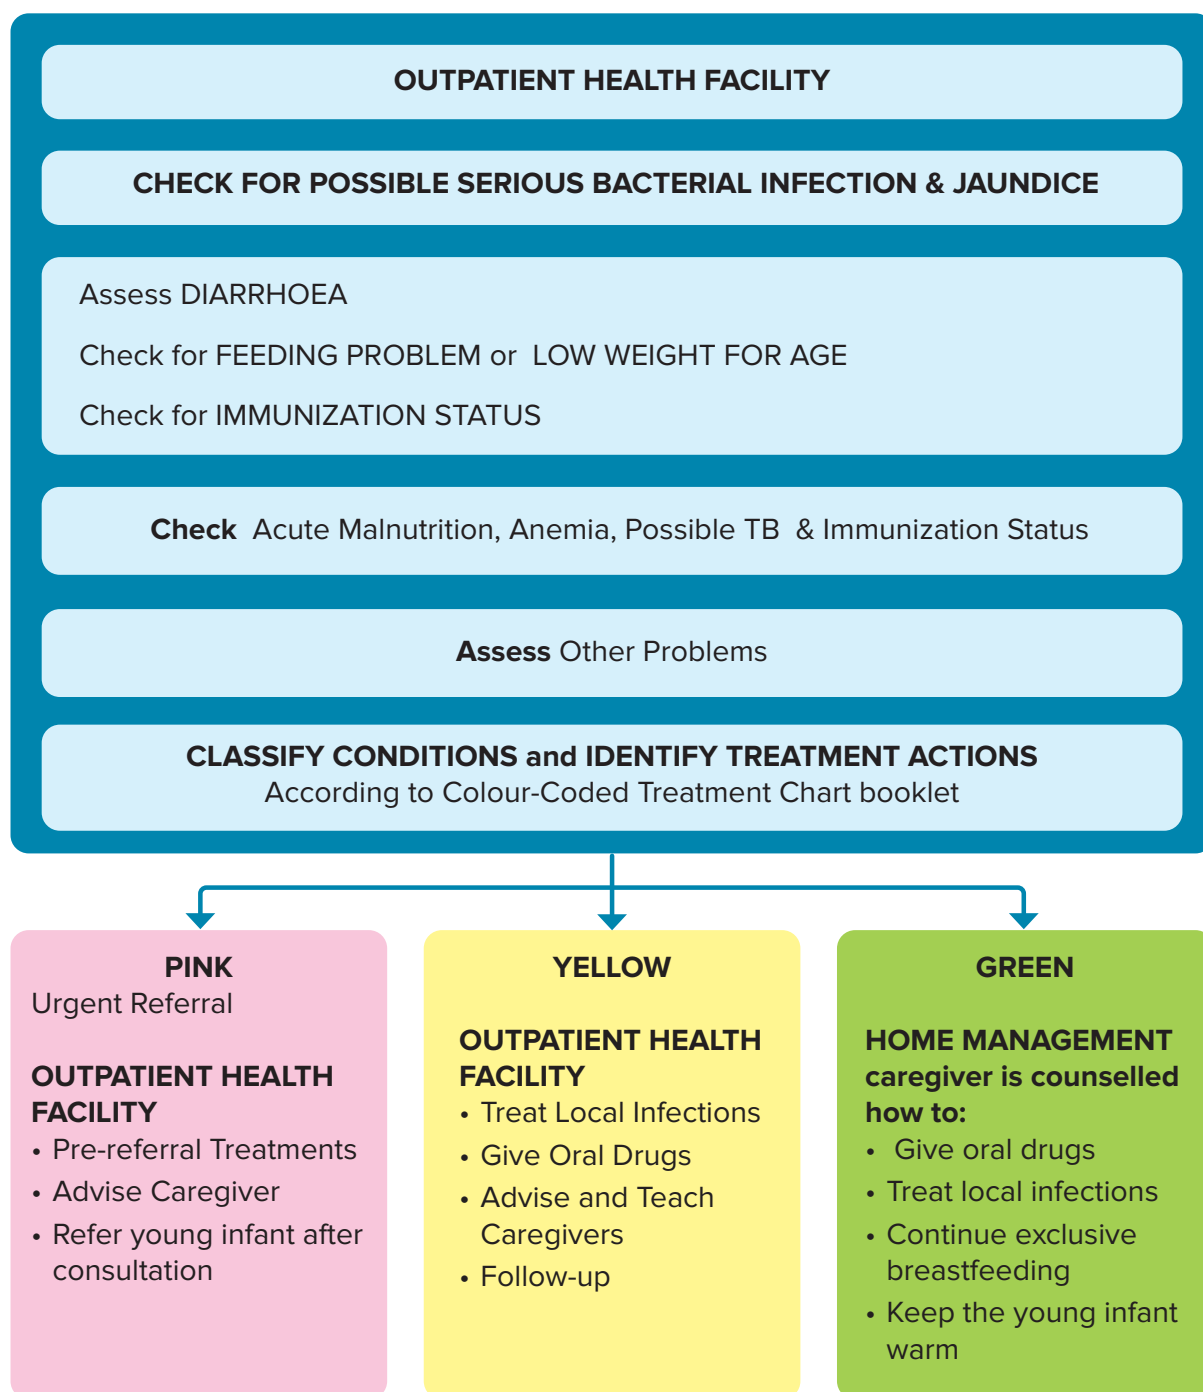 OUTPATIENT HEALTH FACILITY
CHECK FOR POSSIBLE SERIOUS BACTERIAL INFECTION & JAUNDICE
Assess DIARRHOEA
Check for FEEDING PROBLEM or LOW WEIGHT FOR AGE
Check for IMMUNIZATION STATUS
Check Acute Malnutrition, Anemia, Possible TB & Immunization Status
Assess Other Problems
CLASSIFY CONDITIONS and IDENTIFY TREATMENT ACTIONS
According to Colour-Coded Treatment Chart booklet
PINK
Urgent Referral
OUTPATIENT HEALTH
FACILITY
• Pre-referral Treatments
• Advise Caregiver
• Refer young infant after
consultation
YELLOW
OUTPATIENT HEALTH
FACILITY
• Treat Local Infections
• Give Oral Drugs
• Advise and Teach
Caregivers
• Follow-up
GREEN
HOME MANAGEMENT
caregiver is counselled
how to:
• Give oral drugs
• Treat local infections
• Continue exclusive
breastfeeding
• Keep the young infant
warm